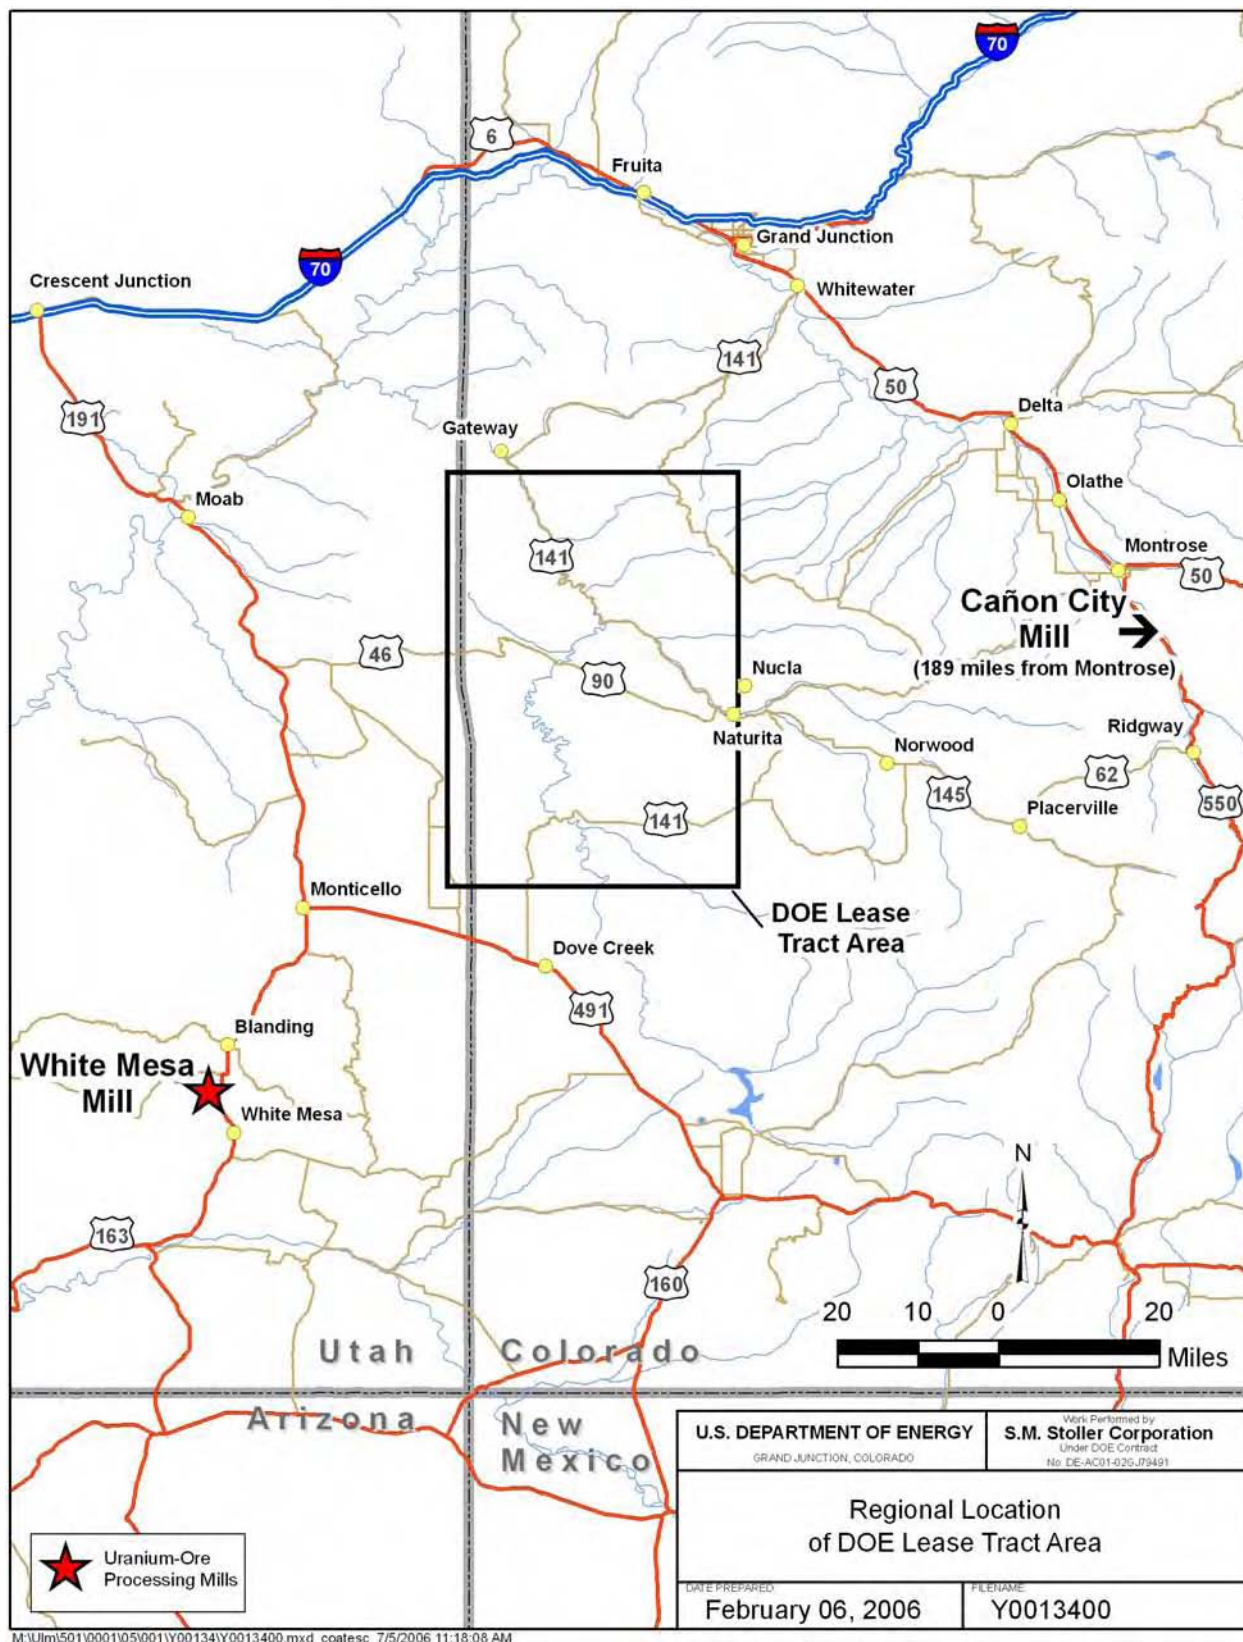 70
6
Fruita
Grand Junction
70
Crescent Junction
Whitewater
141
50
191
Delta
Gateway
Olathe
Moab
Montrose
141
50
Cañon City
Mill
(189 miles from Montrose)
46
Nucla
90
Ridgway
Naturita
Norwood
62
145
550
Placerville
141
Monticello
DOE Lease
Tract Area
Dove Creek
491
Blanding
White Mesa
Mill
White Mesa
N
163
160
20 10 0 20
Miles
Utah Colorado
Arizona New
Mexico
U.S. DEPARTMENT OF ENERGY
GRAND JUNCTION, COLORADO
Work Performed by
S.M. Stoller Corporation
Under DOE Contract
No. DE-AC01-02GJ79491
Regional Location
of DOE Lease Tract Area
Uranium-Ore
Processing Mills
DATE PREPARED
February 06, 2006
FILENAME
Y0013400
M:\Ulm\501\0001\05\001\Y00134\Y0013400.mxd coatesc 7/5/2006 11:18:08 AM